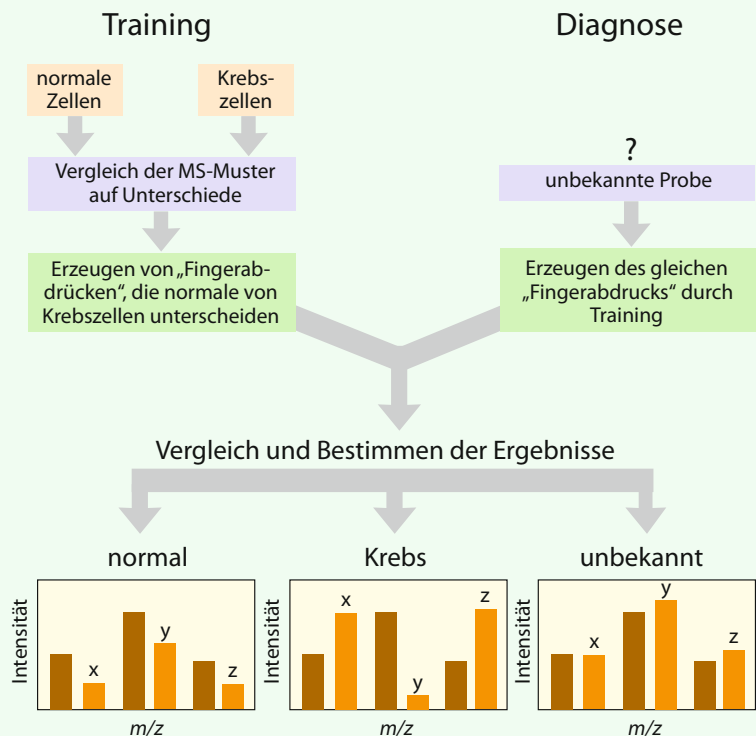 Training
Diagnose
normale
Zellen
Krebs-
zellen
Vergleich der MS-Muster
auf Unterschiede
?
unbekannte Probe
Erzeugen von „Fingerab-
drücken“, die normale von
Krebszellen unterscheiden
Erzeugen des gleichen
„Fingerabdrucks“ durch
Training
Vergleich und Bestimmen der Ergebnisse
normal
Krebs
unbekannt
Intensität
x
y
z
m/z
Intensität
x
y
z
m/z
Intensität
x
y
z
m/z